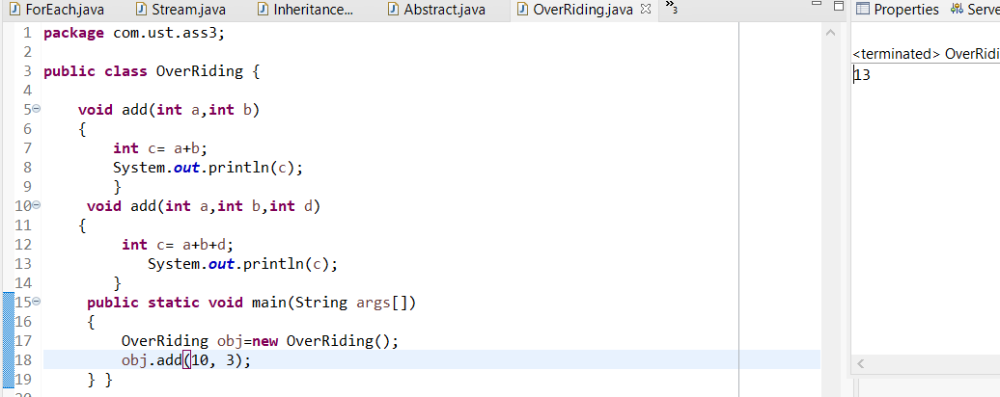 ForEach.java Stream.java Inheritance... Abstract.java OverRiding.java »3
1 package com.ust.ass3;
2
3 public class OverRiding {
4
5 void add(int a,int b)
6 {
7 int c= a+b;
8 System.out.println(c);
9 }
10 void add(int a,int b,int d)
11 {
12 int c= a+b+d;
13 System.out.println(c);
14 }
15 public static void main(String args[])
16 {
17 OverRiding obj=new OverRiding();
18 obj.add(10, 3);
19 } }
Properties Serve
<terminated> OverRidi
13